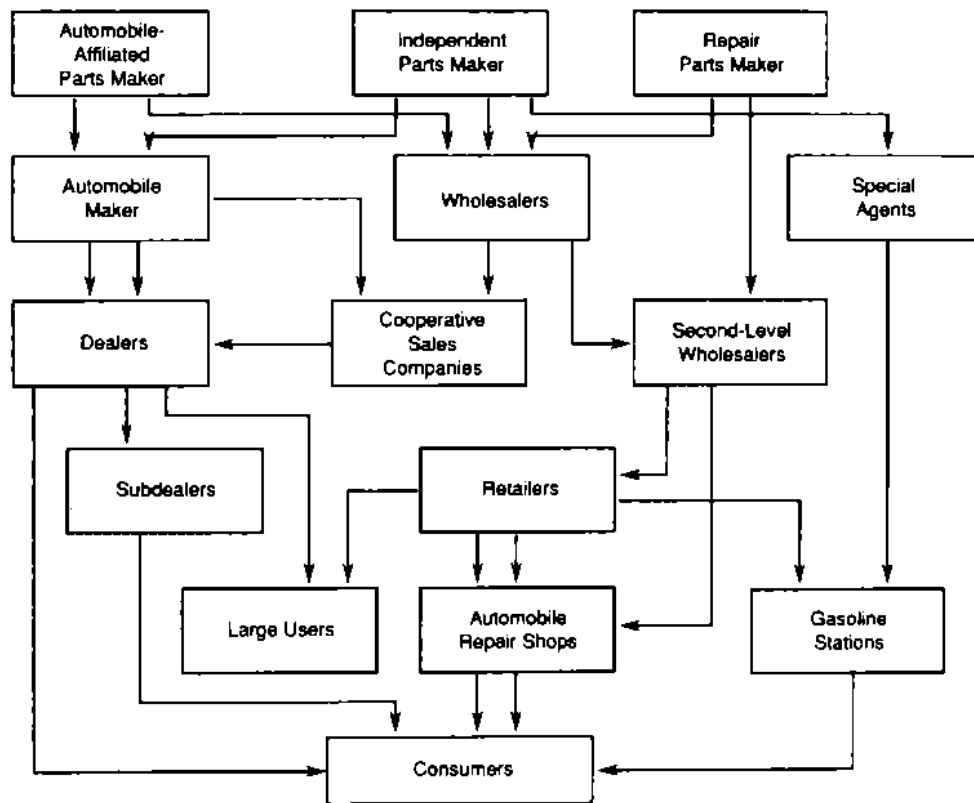 Automobile-
Affiliated
Parts Maker
Independent
Parts Maker
Repair
Parts Maker
Automobile
Maker
Wholesalers
Special
Agents
Dealers
Cooperative
Sales
Companies
Second-Level
Wholesalers
Subdealers
Retailers
Large Users
Automobile
Repair Shops
Gasoline
Stations
Consumers